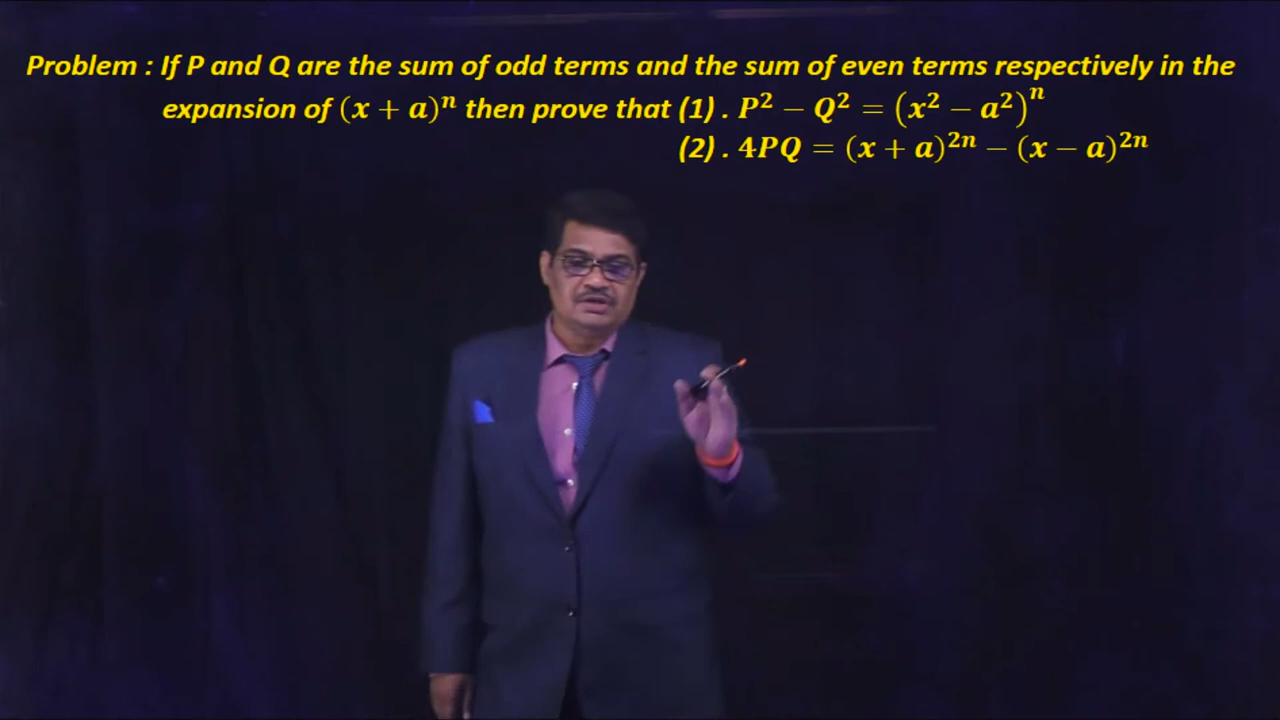 Problem : If P and Q are the sum of odd terms and the sum of even terms respectively in the
expansion of (x + a)ⁿ then prove that (1) . P² − Q² = (x² − a²)ⁿ
(2) . 4PQ = (x + a)²ⁿ − (x − a)²ⁿ